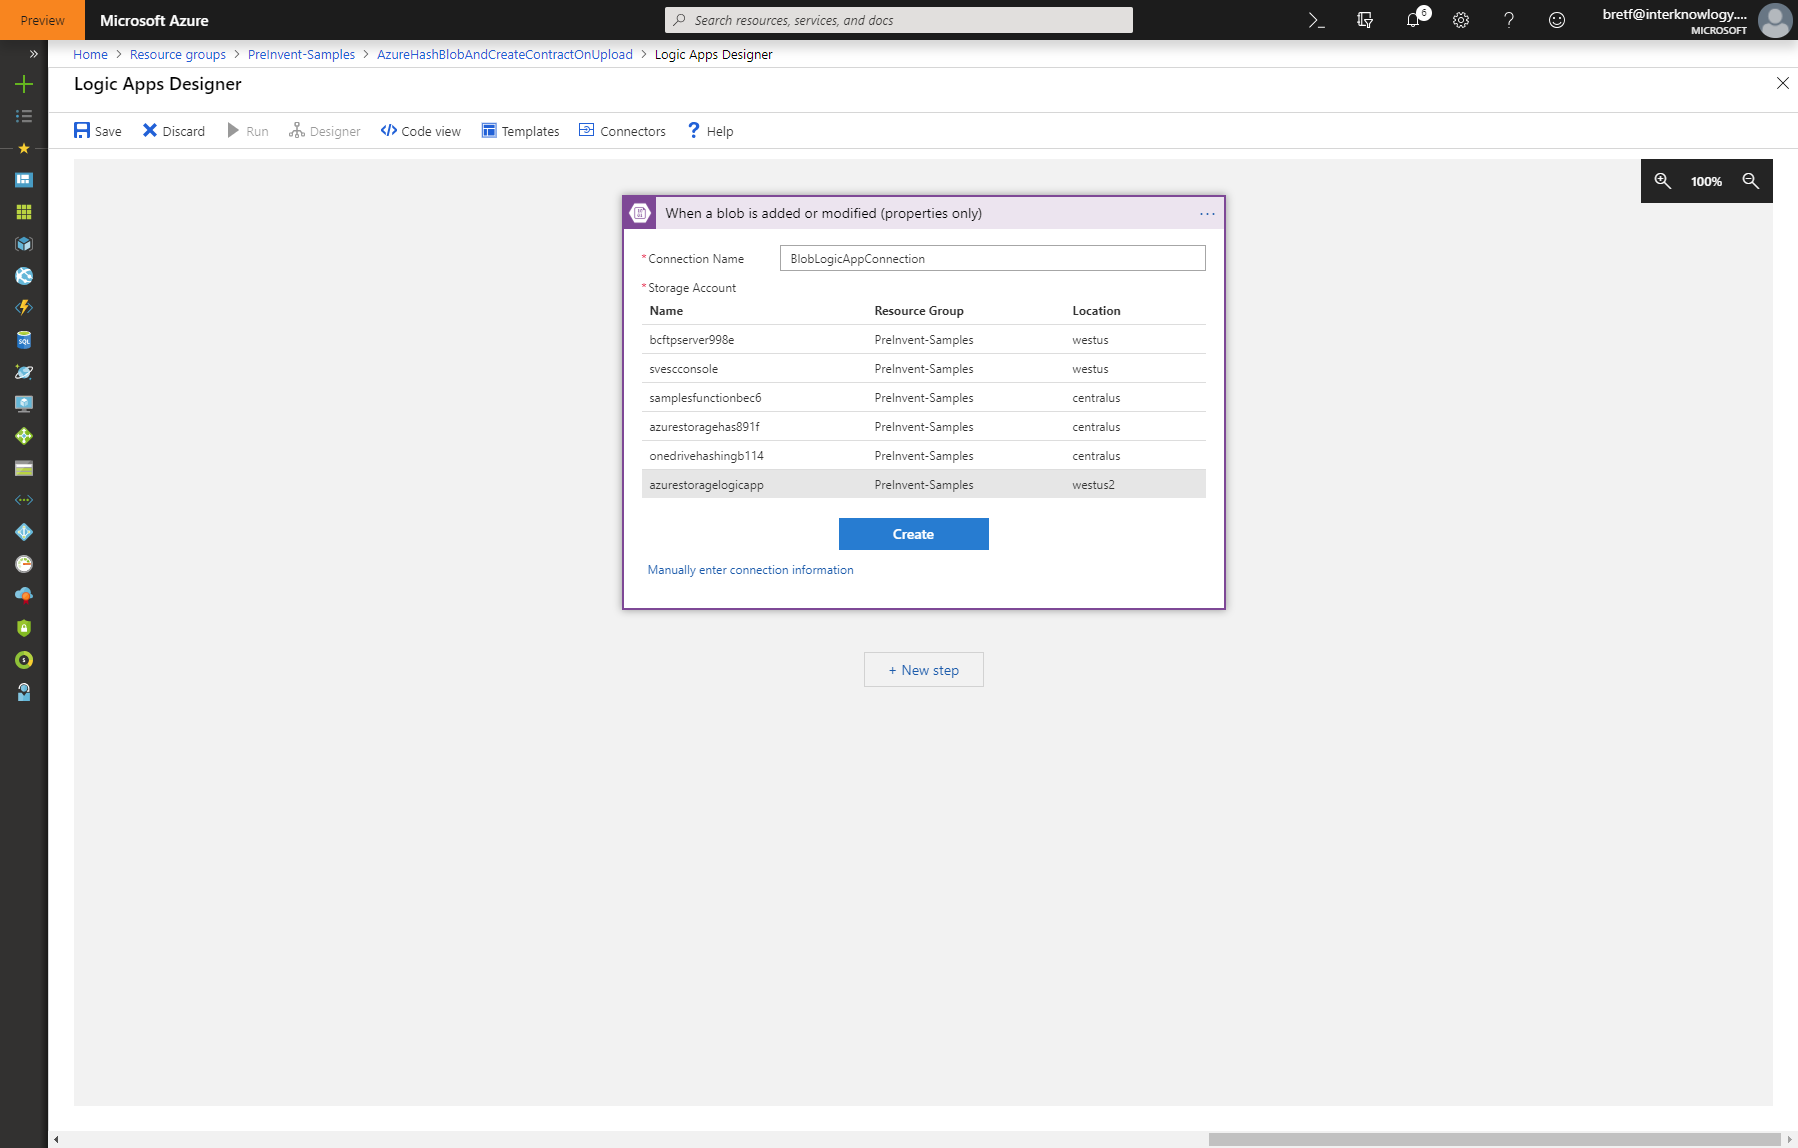 Preview
Microsoft Azure
Search resources, services, and docs
6
bretf@interknowlogy....
MICROSOFT
Home > Resource groups > PreInvent-Samples > AzureHashBlobAndCreateContractOnUpload > Logic Apps Designer
Logic Apps Designer
Save Discard Run Designer Code view Templates Connectors Help
100%
When a blob is added or modified (properties only)
* Connection Name BlobLogicAppConnection
* Storage Account
Name Resource Group Location
bcftpserver998e PreInvent-Samples westus
svescconsole PreInvent-Samples westus
samplesfunctionbec6 PreInvent-Samples centralus
azurestoragehas891f PreInvent-Samples centralus
onedrivehashingb114 PreInvent-Samples centralus
azurestoragelogicapp PreInvent-Samples westus2
Create
Manually enter connection information
+ New step